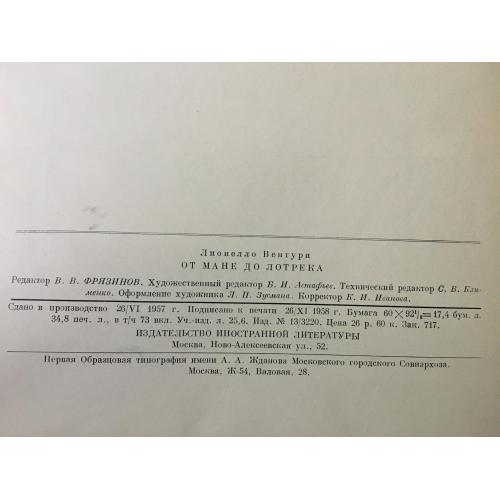 Лионелло Вентури
ОТ МАНЕ ДО ЛОТРЕКА
Редактор В. В. ФРЯЗИНОВ. Художественный редактор Б. И. Астафьев. Технический редактор С. В. Кли-
менко. Оформление художника Л. П. Зусмана. Корректор К. И. Иванова.
Сдано в производство 26/VI 1957 г. Подписано к печати 26/XI 1958 г. Бумага 60×92¹/₈=17,4 бум. л.
34,8 печ. л., в т/ч 73 вкл. Уч.-изд. л. 25,6. Изд. № 13/3220. Цена 26 р. 60 к. Зак. 717.
ИЗДАТЕЛЬСТВО ИНОСТРАННОЙ ЛИТЕРАТУРЫ
Москва, Ново-Алексеевская ул., 52.
Первая Образцовая типография имени А. А. Жданова Московского городского Совнархоза.
Москва, Ж-54, Валовая, 28.